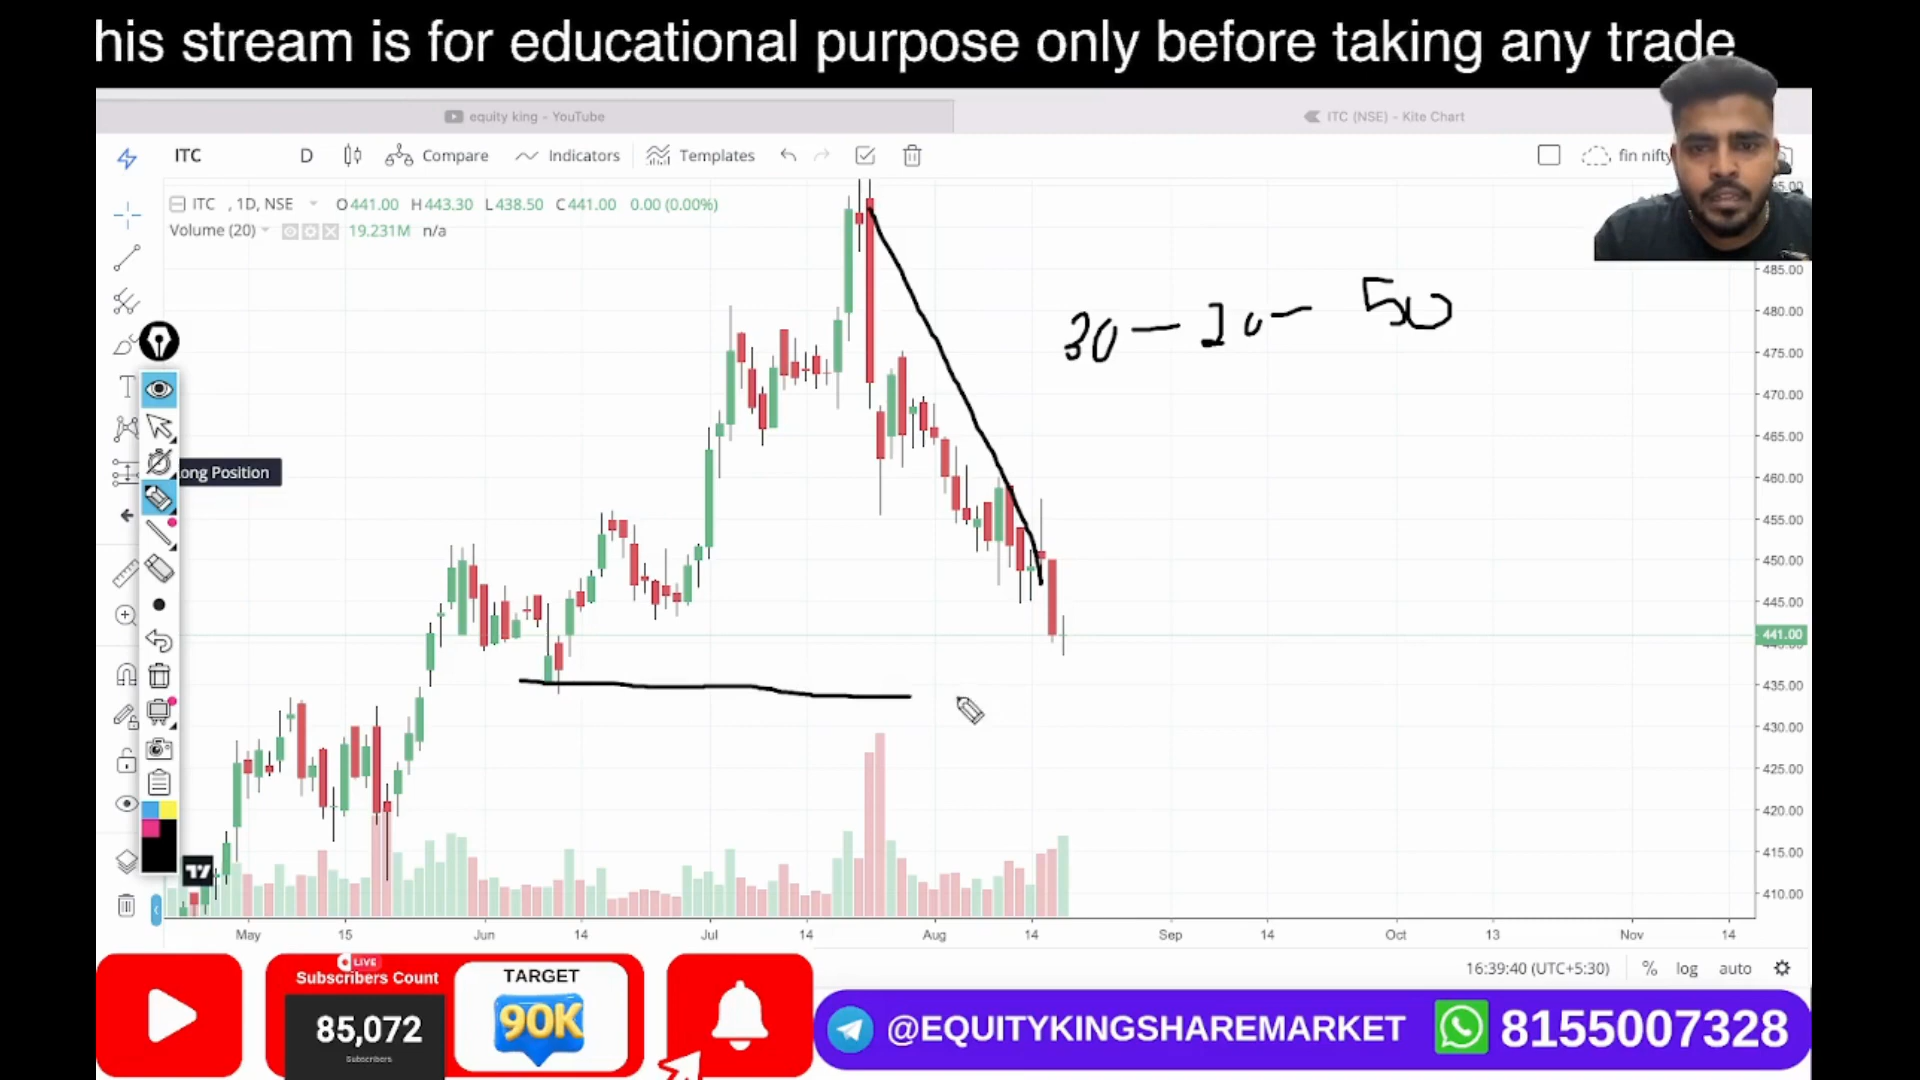 his stream is for educational purpose only before taking any trade
equity king - YouTube
ITC (NSE) - Kite Chart
ITC D Compare Indicators Templates fin nifty
ITC , 1D, NSE O441.00 H443.30 L438.50 C441.00 0.00 (0.00%)
Volume (20) 19.231M n/a
30 - 20 - 50
ong Position
485.00
480.00
475.00
470.00
465.00
460.00
455.00
450.00
445.00
441.00
435.00
430.00
425.00
420.00
415.00
410.00
May 15 Jun 14 Jul 14 Aug 14 Sep 14 Oct 13 Nov 14
16:39:40 (UTC+5:30) % log auto
LIVE
Subscribers Count
85,072
Subscribers
TARGET
90K
@EQUITYKINGSHAREMARKET
8155007328